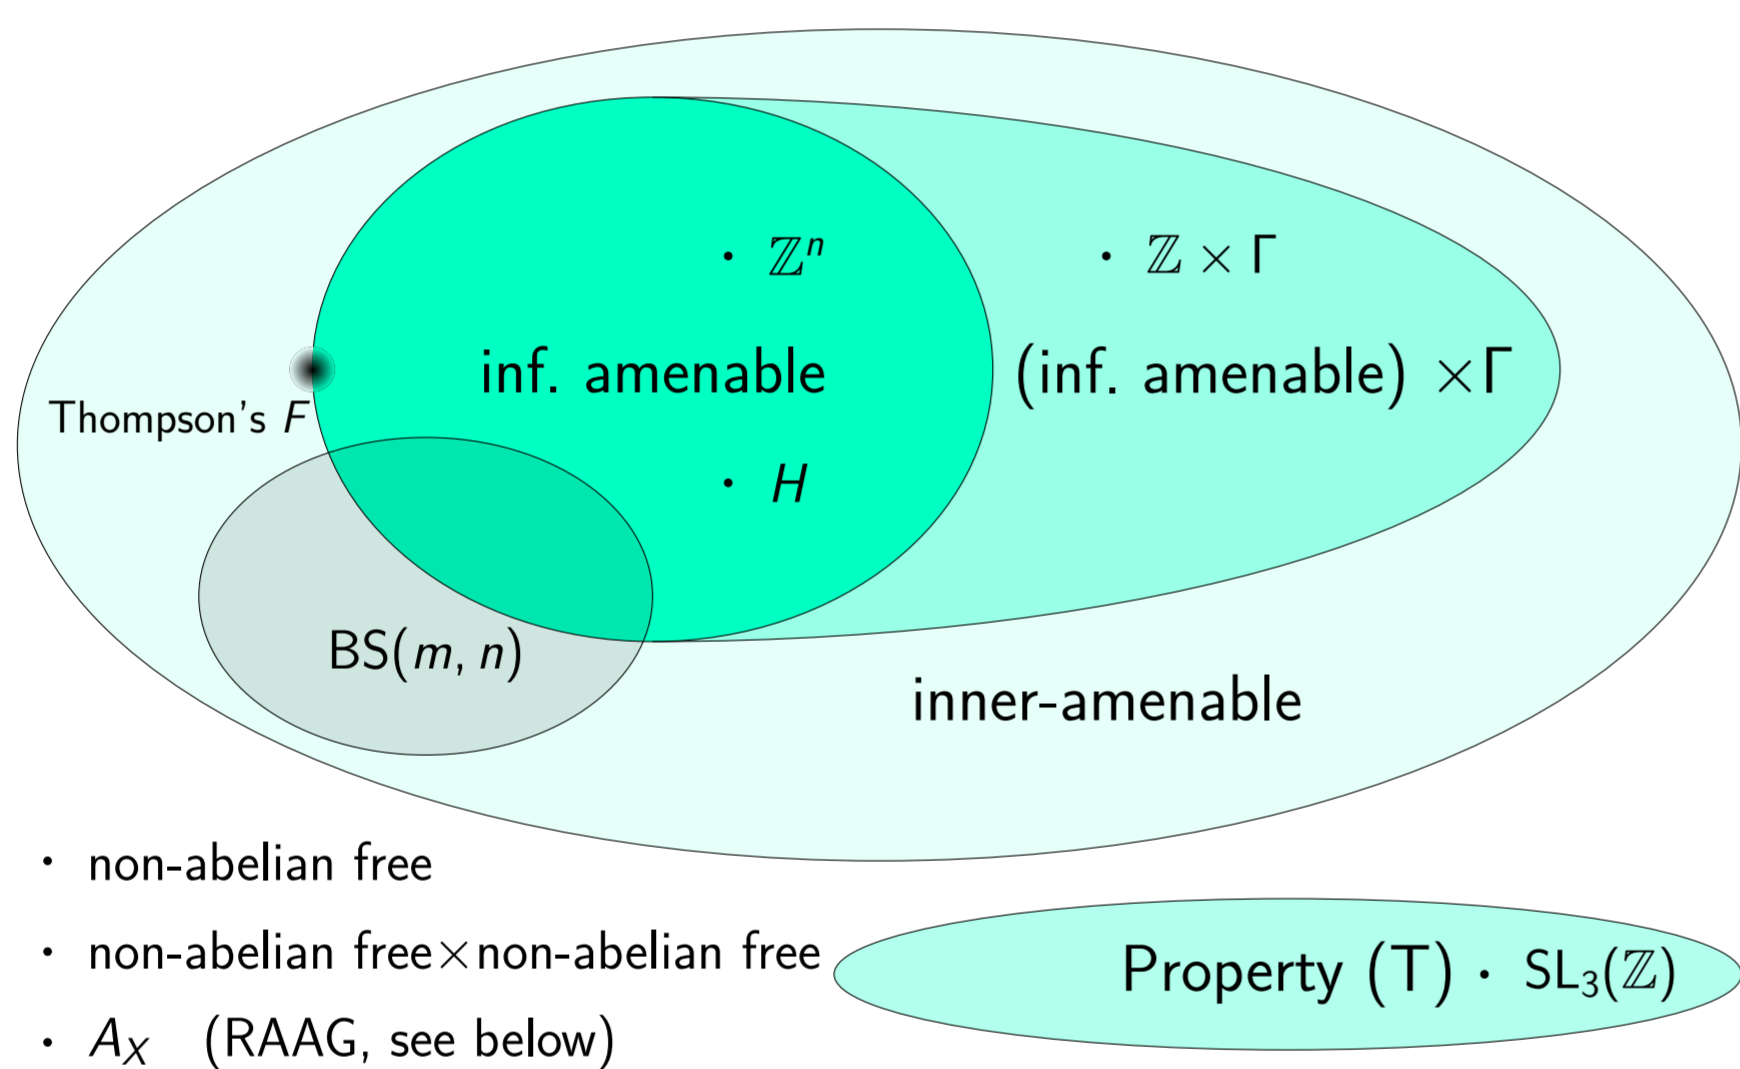 · ℤⁿ
· ℤ × Γ
inf. amenable
(inf. amenable) ×Γ
Thompson's F
· H
BS(m, n)
inner-amenable
· non-abelian free
· non-abelian free×non-abelian free
Property (T) · SL₃(ℤ)
· A_X (RAAG, see below)